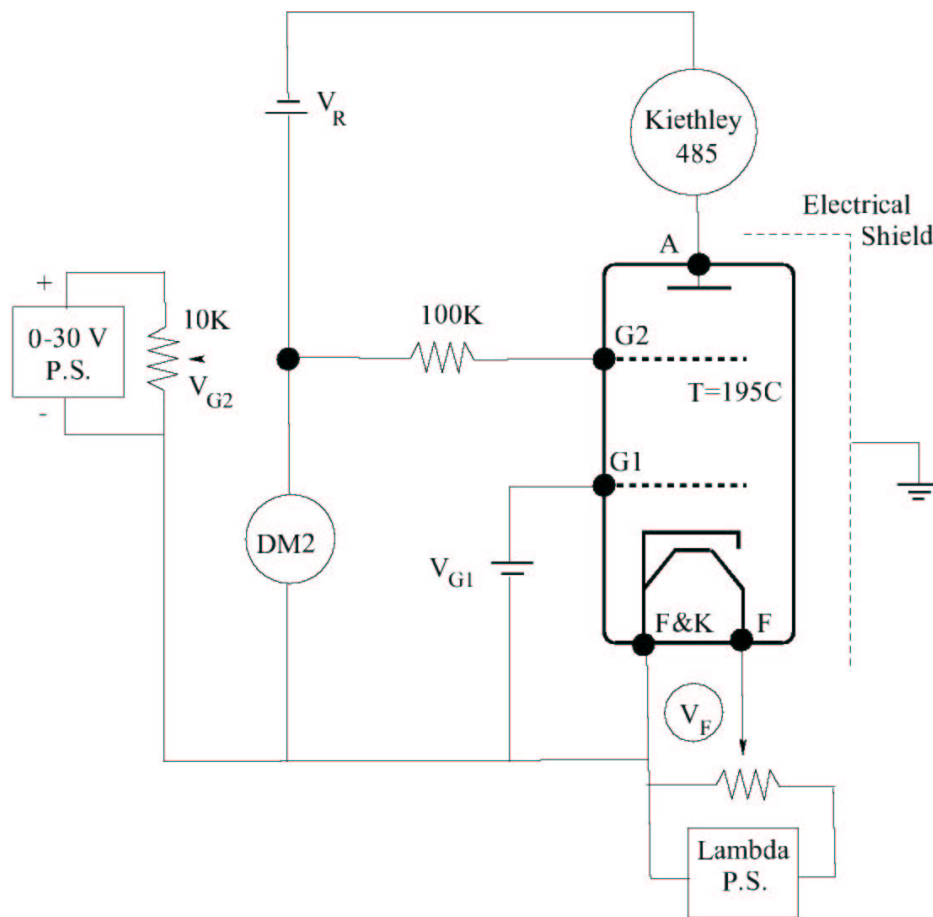 V_R
Kiethley
485
Electrical
Shield
A
+
0-30 V
P.S.
-
10K
V_G2
100K
G2
T=195C
G1
DM2
V_G1
F&K
F
V_F
Lambda
P.S.